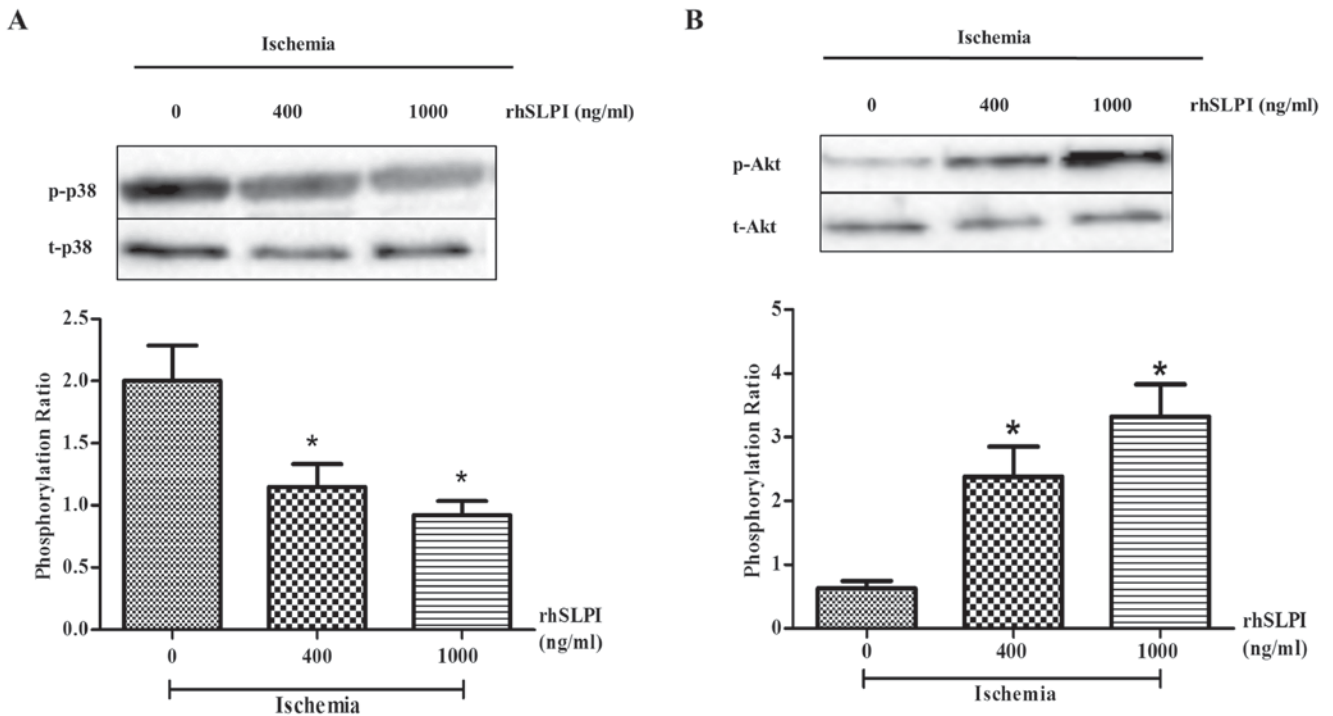 A
Ischemia
0 400 1000 rhSLPI (ng/ml)
p-p38
t-p38
2.5
2.0
1.5
1.0
0.5
0.0
Phosphorylation Ratio
*
*
0 400 1000
rhSLPI
(ng/ml)
Ischemia
B
Ischemia
0 400 1000 rhSLPI (ng/ml)
p-Akt
t-Akt
5
4
3
2
1
0
Phosphorylation Ratio
*
*
0 400 1000
rhSLPI
(ng/ml)
Ischemia